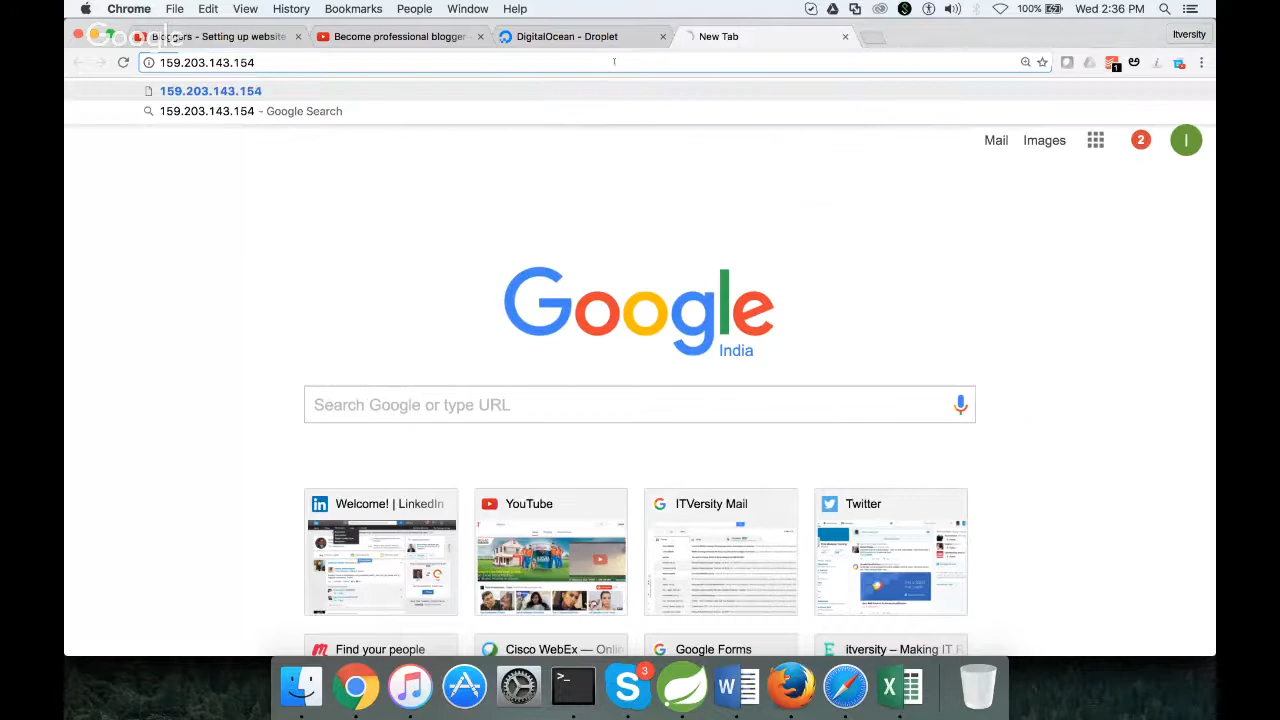 Chrome File Edit View History Bookmarks People Window Help 100% Wed 2:36 PM
Google
Bloggers - Setting up website Become professional blogger DigitalOcean - Droplet New Tab Itversity
159.203.143.154
1
159.203.143.154
159.203.143.154 - Google Search
Mail Images 2 I
Google
India
Search Google or type URL
Welcome! | LinkedIn YouTube ITVersity Mail Twitter
Find your people Cisco WebEx — Onli Google Forms itversity – Making IT R
3